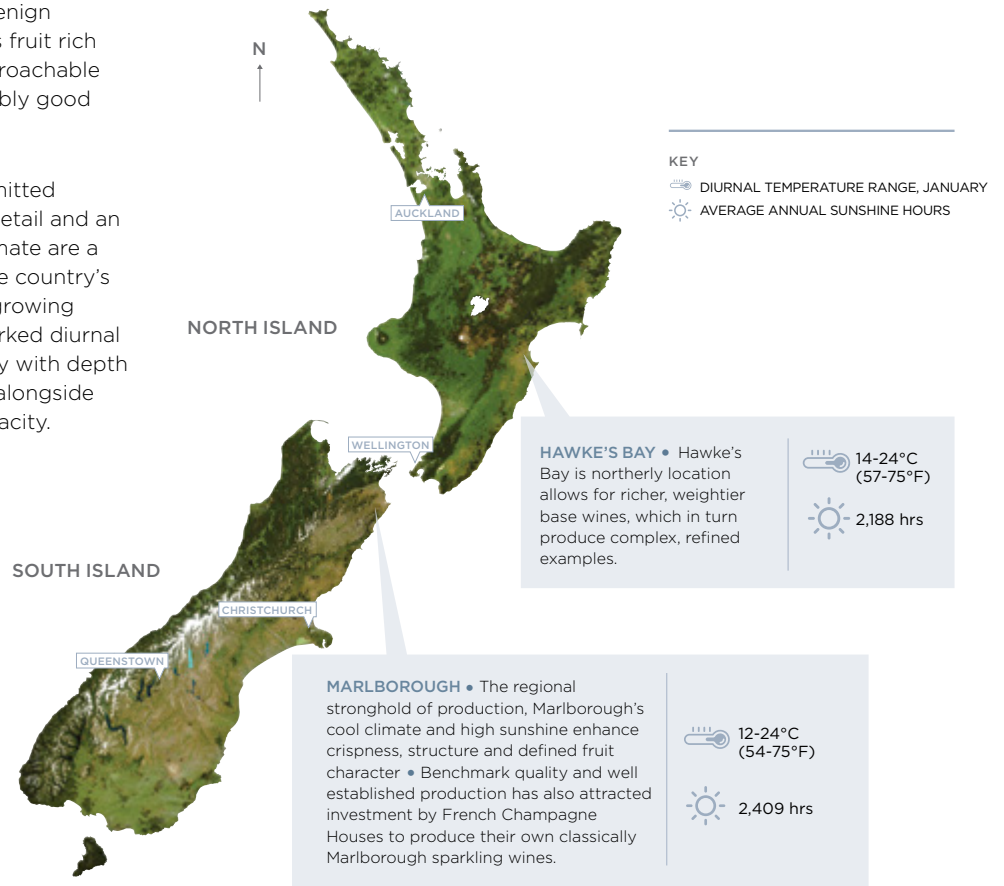 enign
s fruit rich
roachable
bly good
nitted
etail and an
nate are a
e country's
growing
rked diurnal
y with depth
alongside
acity.
N
KEY
DIURNAL TEMPERATURE RANGE, JANUARY
AVERAGE ANNUAL SUNSHINE HOURS
AUCKLAND
NORTH ISLAND
WELLINGTON
HAWKE'S BAY • Hawke's
Bay is northerly location
allows for richer, weightier
base wines, which in turn
produce complex, refined
examples.
14-24°C
(57-75°F)
2,188 hrs
SOUTH ISLAND
CHRISTCHURCH
QUEENSTOWN
MARLBOROUGH • The regional
stronghold of production, Marlborough's
cool climate and high sunshine enhance
crispness, structure and defined fruit
character • Benchmark quality and well
established production has also attracted
investment by French Champagne
Houses to produce their own classically
Marlborough sparkling wines.
12-24°C
(54-75°F)
2,409 hrs